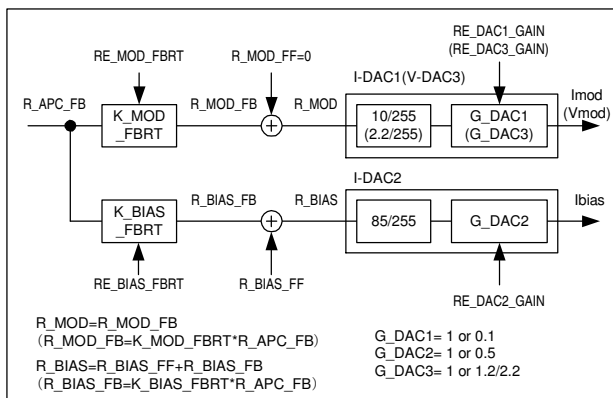 RE_DAC1_GAIN
(RE_DAC3_GAIN)
RE_MOD_FBRT
R_MOD_FF=0
I-DAC1(V-DAC3)
Imod
(Vmod)
R_APC_FB
K_MOD
_FBRT
R_MOD_FB
R_MOD
10/255
(2.2/255)
G_DAC1
(G_DAC3)
I-DAC2
K_BIAS
_FBRT
R_BIAS_FB
R_BIAS
85/255
G_DAC2
Ibias
RE_BIAS_FBRT
R_BIAS_FF
RE_DAC2_GAIN
R_MOD=R_MOD_FB
(R_MOD_FB=K_MOD_FBRT*R_APC_FB)
R_BIAS=R_BIAS_FF+R_BIAS_FB
(R_BIAS_FB=K_BIAS_FBRT*R_APC_FB)
G_DAC1= 1 or 0.1
G_DAC2= 1 or 0.5
G_DAC3= 1 or 1.2/2.2